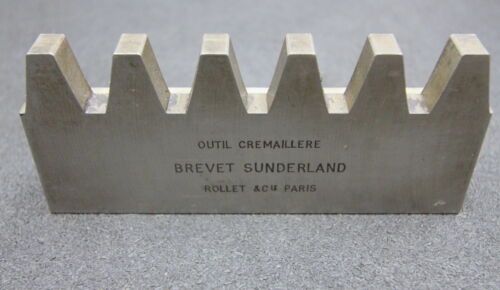 OUTIL CREMAILLERE
BREVET SUNDERLAND
ROLLET & Cie PARIS